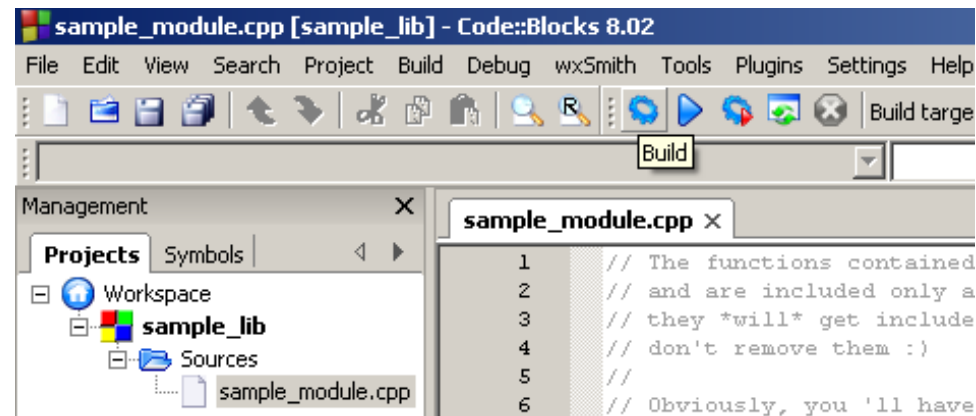 sample_module.cpp [sample_lib] - Code::Blocks 8.02
File Edit View Search Project Build Debug wxSmith Tools Plugins Settings Help
R Build targe
Build
Management
sample_module.cpp
Projects Symbols
1 // The functions contained
Workspace
2 // and are included only a
sample_lib
3 // they *will* get include
Sources
4 // don't remove them :)
sample_module.cpp
5 //
6 // Obviously, you 'll have